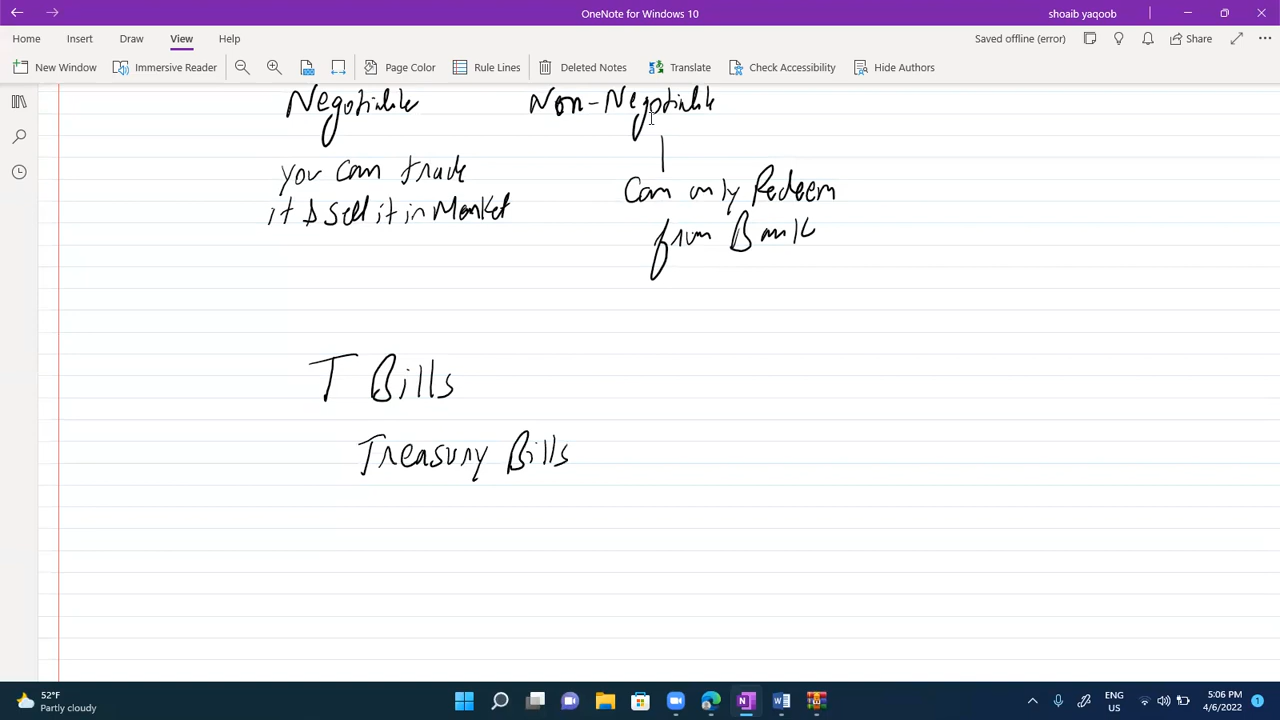 OneNote for Windows 10
shoaib yaqoob
Home Insert Draw View Help
Saved offline (error) Share
New Window Immersive Reader Page Color Rule Lines Deleted Notes Translate Check Accessibility Hide Authors
Negotiable Non-Negotiable
you can trade
it & sell it in Market
Can only Redeem
from Bank
T Bills
Treasury Bills
52°F
Partly cloudy
ENG
US
5:06 PM
4/6/2022
1